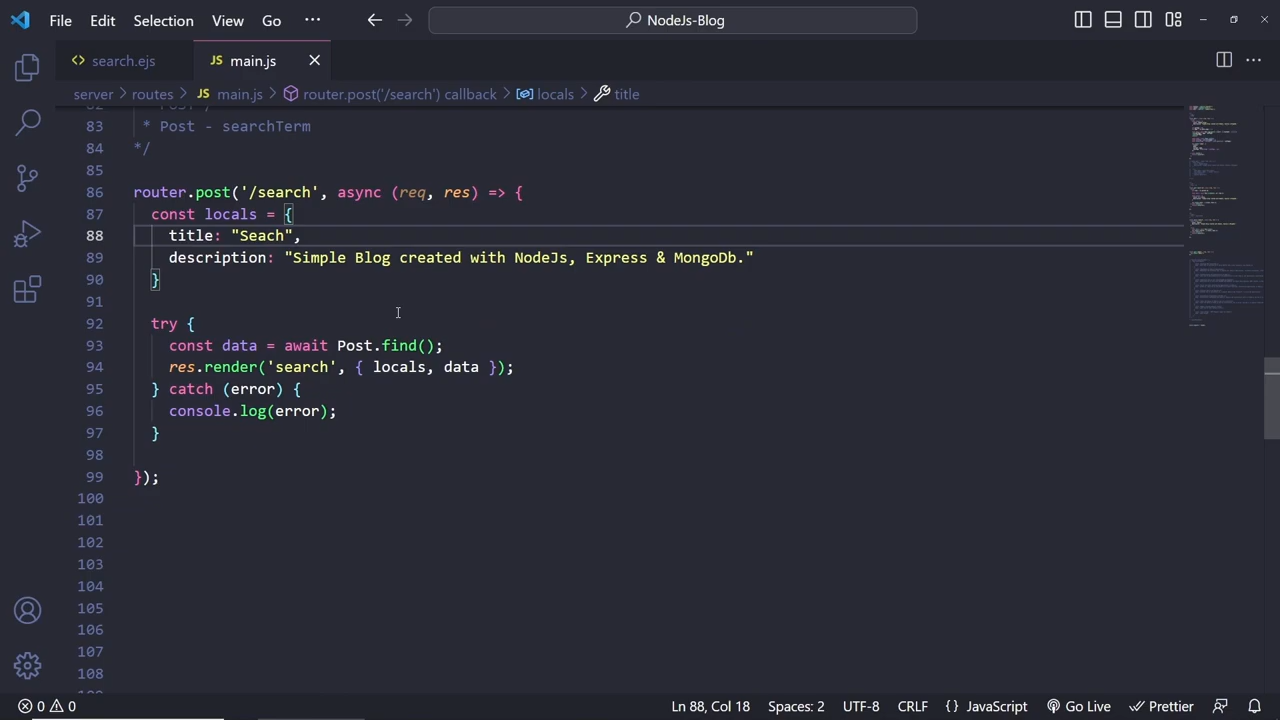 File Edit Selection View Go ··· NodeJs-Blog
search.ejs JS main.js
server > routes > JS main.js > router.post('/search') callback > locals > title
83 * Post - searchTerm
84 */
85
86 router.post('/search', async (req, res) => {
87 const locals = {
88 title: "Seach",
89 description: "Simple Blog created with NodeJs, Express & MongoDb."
90 }
91
92 try {
93 const data = await Post.find();
94 res.render('search', { locals, data });
95 } catch (error) {
96 console.log(error);
97 }
98
99 });
100
101
102
103
104
105
106
107
108
0 0 Ln 88, Col 18 Spaces: 2 UTF-8 CRLF {} JavaScript Go Live Prettier